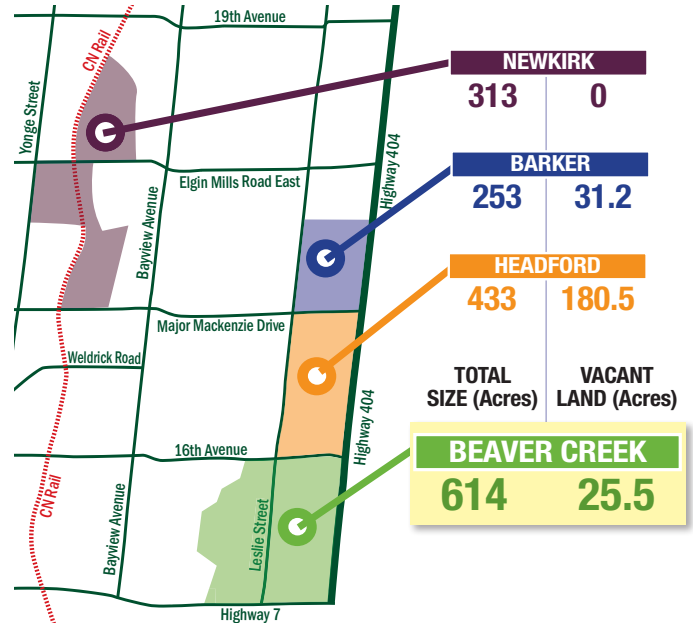 19th Avenue
CN Rail
Yonge Street
NEWKIRK
313 0
Highway 404
Elgin Mills Road East
BARKER
253 31.2
Bayview Avenue
HEADFORD
433 180.5
Major Mackenzie Drive
Weldrick Road
TOTAL
SIZE (Acres)
VACANT
LAND (Acres)
Highway 404
16th Avenue
BEAVER CREEK
614 25.5
CN Rail
Bayview Avenue
Leslie Street
Highway 7